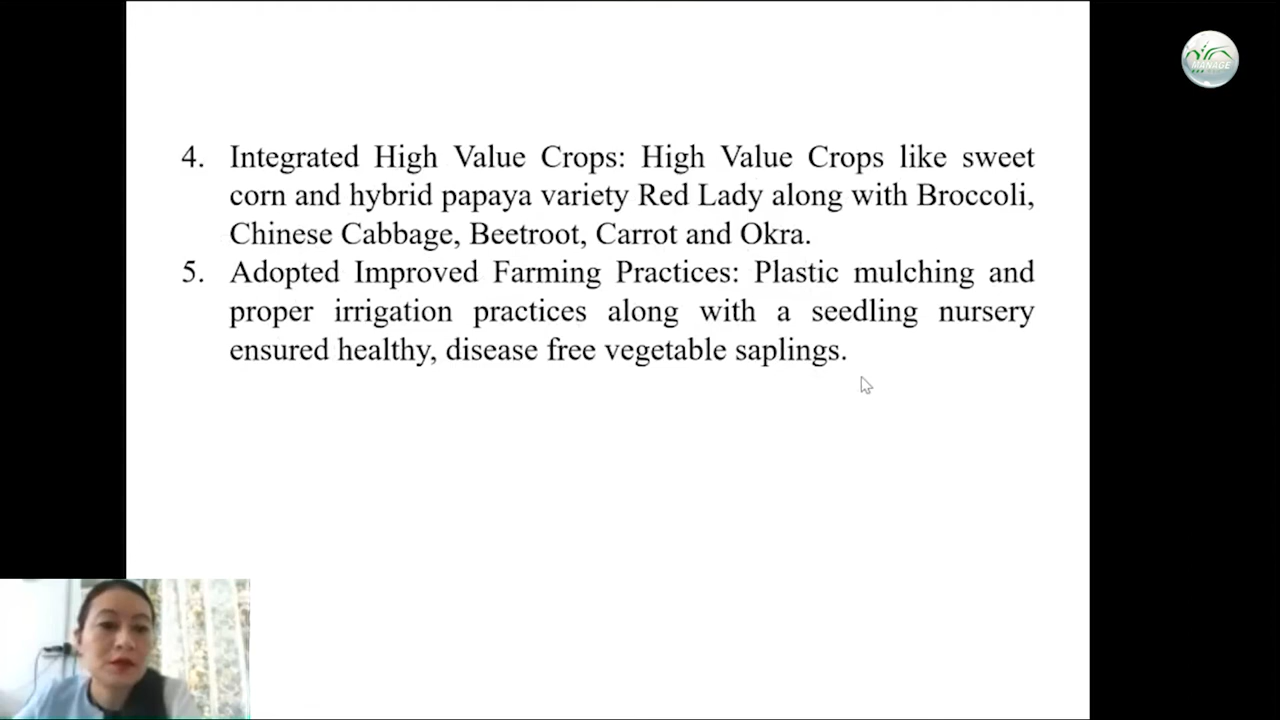 4. Integrated High Value Crops: High Value Crops like sweet
corn and hybrid papaya variety Red Lady along with Broccoli,
Chinese Cabbage, Beetroot, Carrot and Okra.
5. Adopted Improved Farming Practices: Plastic mulching and
proper irrigation practices along with a seedling nursery
ensured healthy, disease free vegetable saplings.
MANAGE